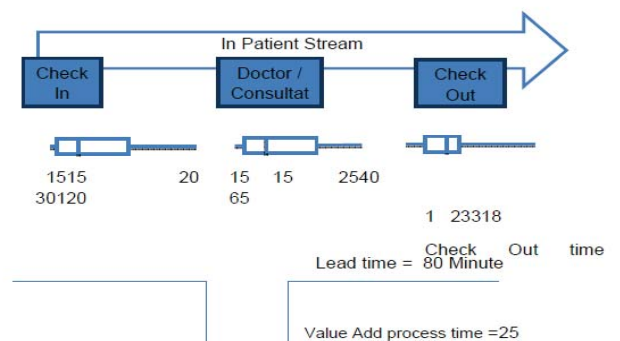 In Patient Stream
Check In
Doctor / Consultat
Check Out
1515 20 15 15 2540
30120 65
1 23318
Check Out time
Lead time = 80 Minute
Value Add process time =25